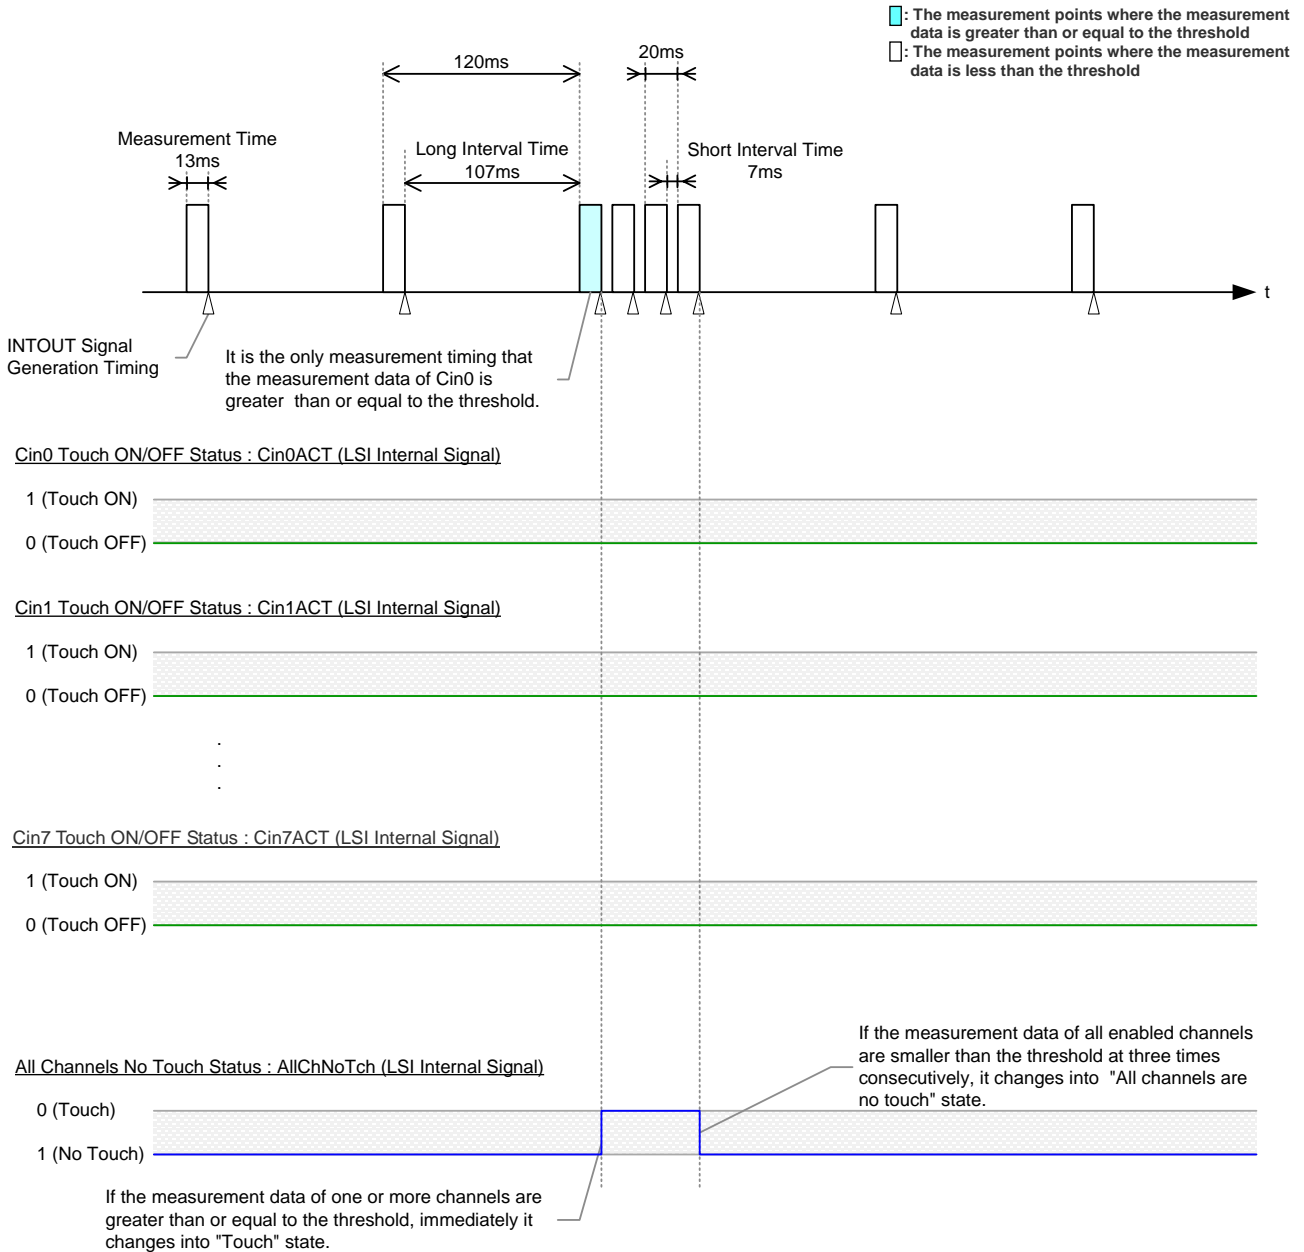 : The measurement points where the measurement
data is greater than or equal to the threshold
: The measurement points where the measurement
data is less than the threshold
120ms
20ms
Measurement Time
13ms
Long Interval Time
107ms
Short Interval Time
7ms
t
INTOUT Signal
Generation Timing
It is the only measurement timing that
the measurement data of Cin0 is
greater than or equal to the threshold.
Cin0 Touch ON/OFF Status : Cin0ACT (LSI Internal Signal)
1 (Touch ON)
0 (Touch OFF)
Cin1 Touch ON/OFF Status : Cin1ACT (LSI Internal Signal)
1 (Touch ON)
0 (Touch OFF)
.
.
.
Cin7 Touch ON/OFF Status : Cin7ACT (LSI Internal Signal)
1 (Touch ON)
0 (Touch OFF)
If the measurement data of all enabled channels
are smaller than the threshold at three times
consecutively, it changes into "All channels are
no touch" state.
All Channels No Touch Status : AllChNoTch (LSI Internal Signal)
0 (Touch)
1 (No Touch)
If the measurement data of one or more channels are
greater than or equal to the threshold, immediately it
changes into "Touch" state.